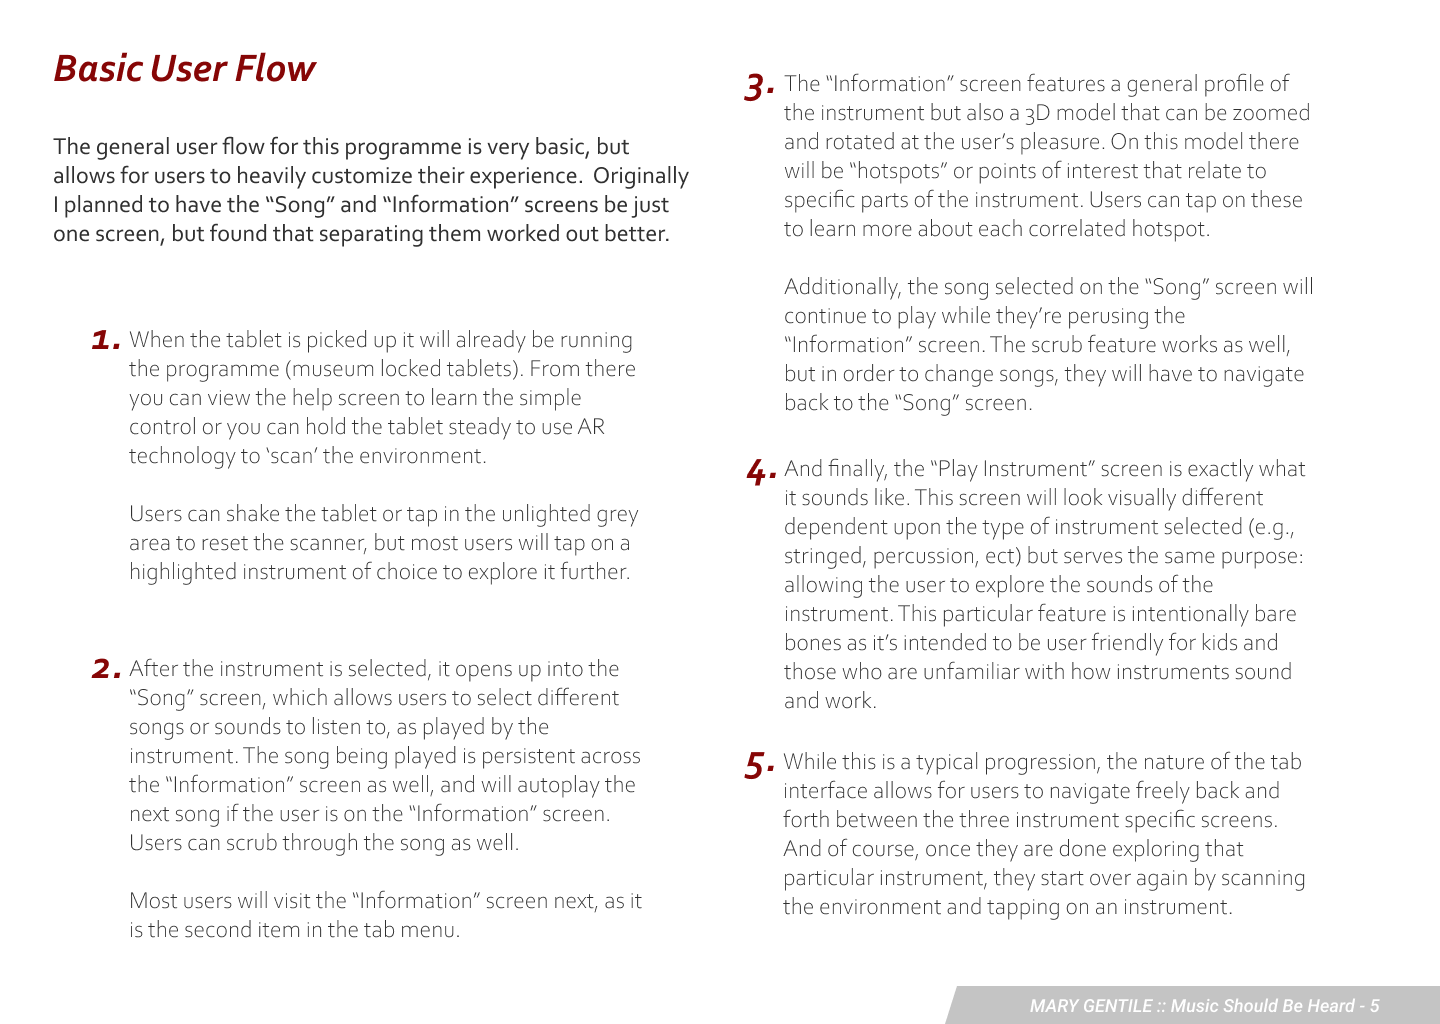 Basic User Flow
The general user flow for this programme is very basic, but
allows for users to heavily customize their experience.  Originally
I planned to have the “Song” and “Information” screens be just
one screen, but found that separating them worked out better.
1. When the tablet is picked up it will already be running
the programme (museum locked tablets). From there
you can view the help screen to learn the simple
control or you can hold the tablet steady to use AR
technology to ‘scan’ the environment.
Users can shake the tablet or tap in the unlighted grey
area to reset the scanner, but most users will tap on a
highlighted instrument of choice to explore it further.
2. After the instrument is selected, it opens up into the
“Song” screen, which allows users to select different
songs or sounds to listen to, as played by the
instrument. The song being played is persistent across
the “Information” screen as well, and will autoplay the
next song if the user is on the “Information” screen.
Users can scrub through the song as well.
Most users will visit the “Information” screen next, as it
is the second item in the tab menu.
3. The “Information” screen features a general profile of
the instrument but also a 3D model that can be zoomed
and rotated at the user’s pleasure. On this model there
will be “hotspots” or points of interest that relate to
specific parts of the instrument. Users can tap on these
to learn more about each correlated hotspot.
Additionally, the song selected on the “Song” screen will
continue to play while they’re perusing the
“Information” screen. The scrub feature works as well,
but in order to change songs, they will have to navigate
back to the “Song” screen.
4. And finally, the “Play Instrument” screen is exactly what
it sounds like. This screen will look visually different
dependent upon the type of instrument selected (e.g.,
stringed, percussion, ect) but serves the same purpose:
allowing the user to explore the sounds of the
instrument. This particular feature is intentionally bare
bones as it’s intended to be user friendly for kids and
those who are unfamiliar with how instruments sound
and work.
5. While this is a typical progression, the nature of the tab
interface allows for users to navigate freely back and
forth between the three instrument specific screens.
And of course, once they are done exploring that
particular instrument, they start over again by scanning
the environment and tapping on an instrument.
MARY GENTILE :: Music Should Be Heard - 5